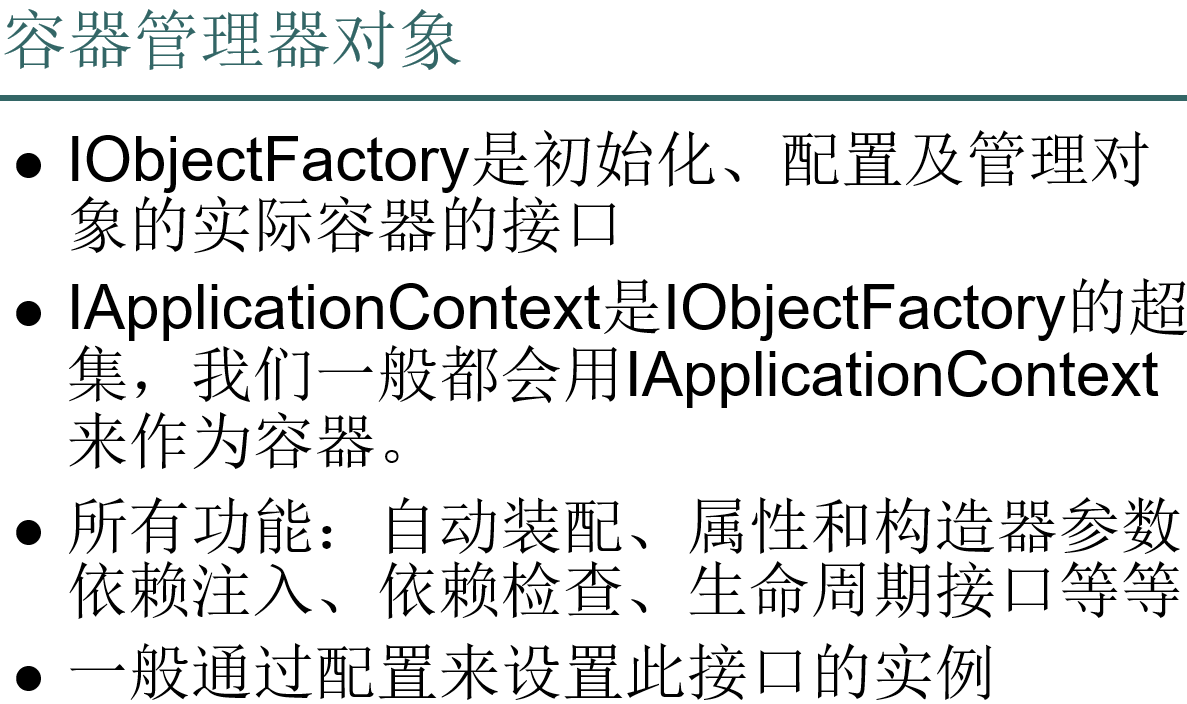 容器管理器对象
● IObjectFactory是初始化、配置及管理对
象的实际容器的接口
● IApplicationContext是IObjectFactory的超
集，我们一般都会用IApplicationContext
来作为容器。
● 所有功能：自动装配、属性和构造器参数
依赖注入、依赖检查、生命周期接口等等
● 一般通过配置来设置此接口的实例